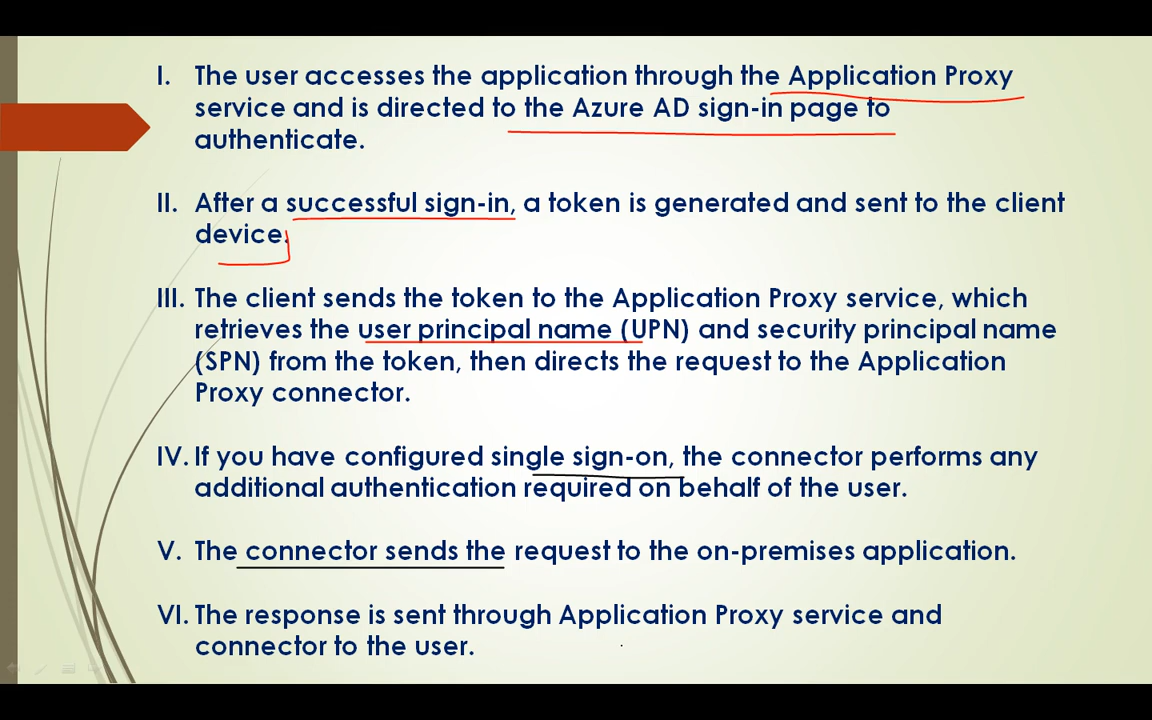 I. The user accesses the application through the Application Proxy
service and is directed to the Azure AD sign-in page to
authenticate.
II. After a successful sign-in, a token is generated and sent to the client
device.
III. The client sends the token to the Application Proxy service, which
retrieves the user principal name (UPN) and security principal name
(SPN) from the token, then directs the request to the Application
Proxy connector.
IV. If you have configured single sign-on, the connector performs any
additional authentication required on behalf of the user.
V. The connector sends the request to the on-premises application.
VI. The response is sent through Application Proxy service and
connector to the user.